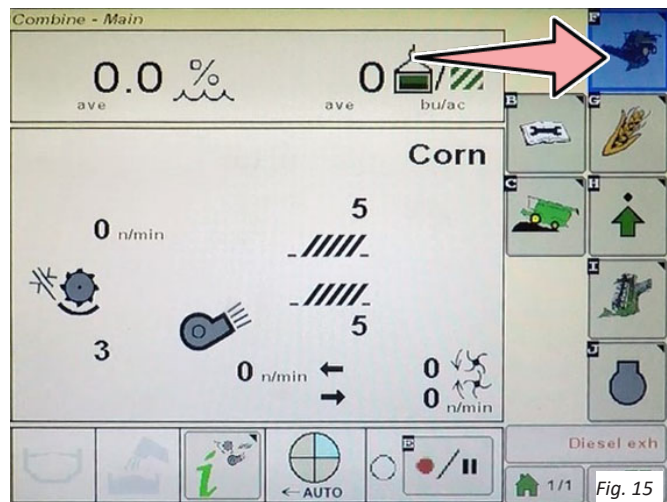 Combine - Main
F
0.0 %
ave
0 /
ave bu/ac
B
G
Corn
C
H
0 n/min
5
I
3
5
J
0 n/min
0
0 n/min
i
← AUTO
E
/
Diesel exh
1/1
Fig. 15